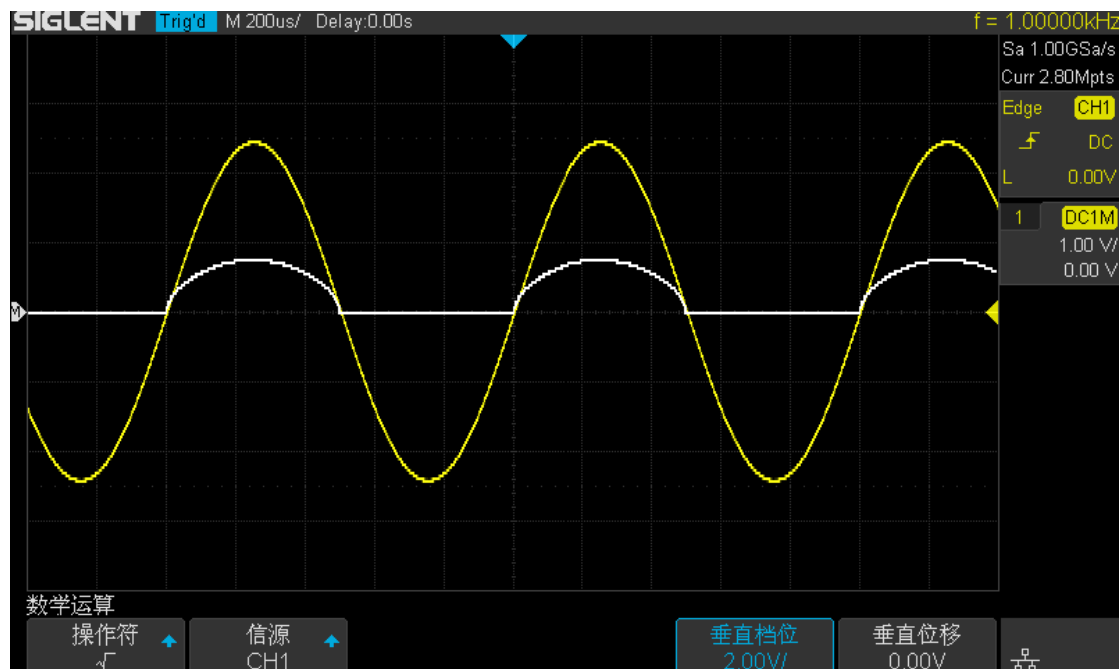 SIGLENT Trig'd M 200us/ Delay:0.00s f = 1.00000kHz
Sa 1.00GSa/s
Curr 2.80Mpts
Edge CH1
DC
L 0.00V
1 DC1M
1.00 V/
0.00 V
M
数学运算
操作符 信源 垂直档位 垂直位移
√ CH1 2.00V/ 0.00V